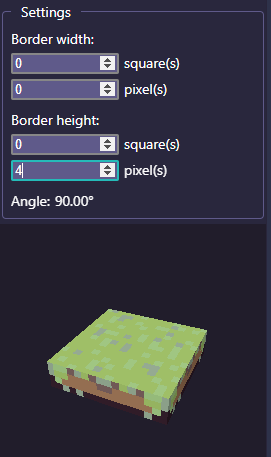 Settings
Border width:
0 square(s)
0 pixel(s)
Border height:
0 square(s)
4 pixel(s)
Angle: 90.00°